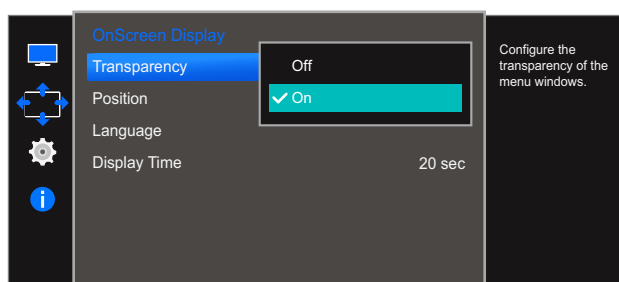 OnScreen Display
Transparency
Off
On
Position
Language
Display Time 20 sec
Configure the
transparency of the
menu windows.
i